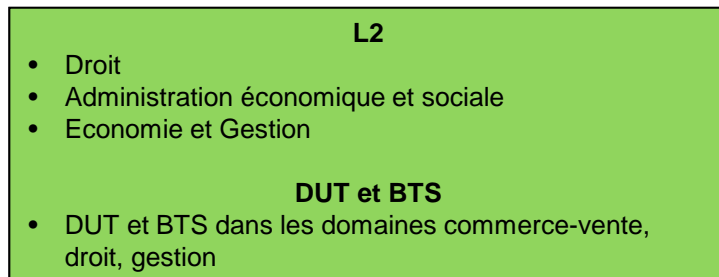 L2
• Droit
• Administration économique et sociale
• Economie et Gestion
DUT et BTS
• DUT et BTS dans les domaines commerce-vente,
droit, gestion